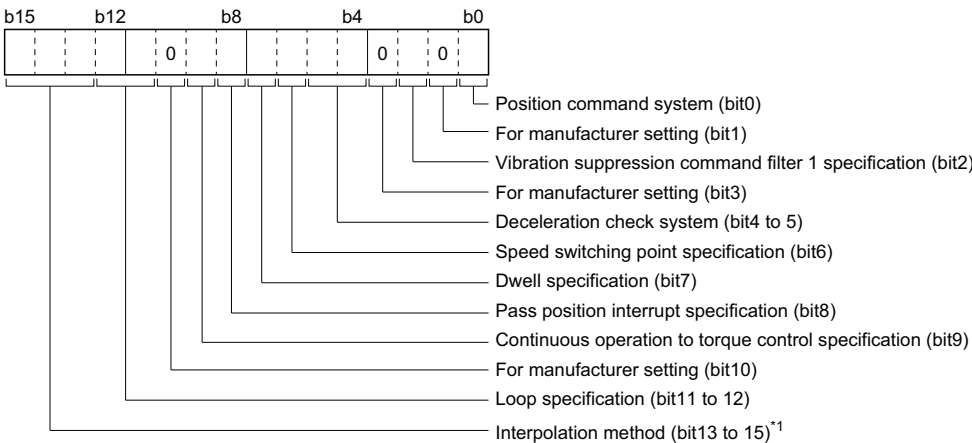 b15 b12 b8 b4 b0
0 0 0
Position command system (bit0)
For manufacturer setting (bit1)
Vibration suppression command filter 1 specification (bit2)
For manufacturer setting (bit3)
Deceleration check system (bit4 to 5)
Speed switching point specification (bit6)
Dwell specification (bit7)
Pass position interrupt specification (bit8)
Continuous operation to torque control specification (bit9)
For manufacturer setting (bit10)
Loop specification (bit11 to 12)
Interpolation method (bit13 to 15)*1